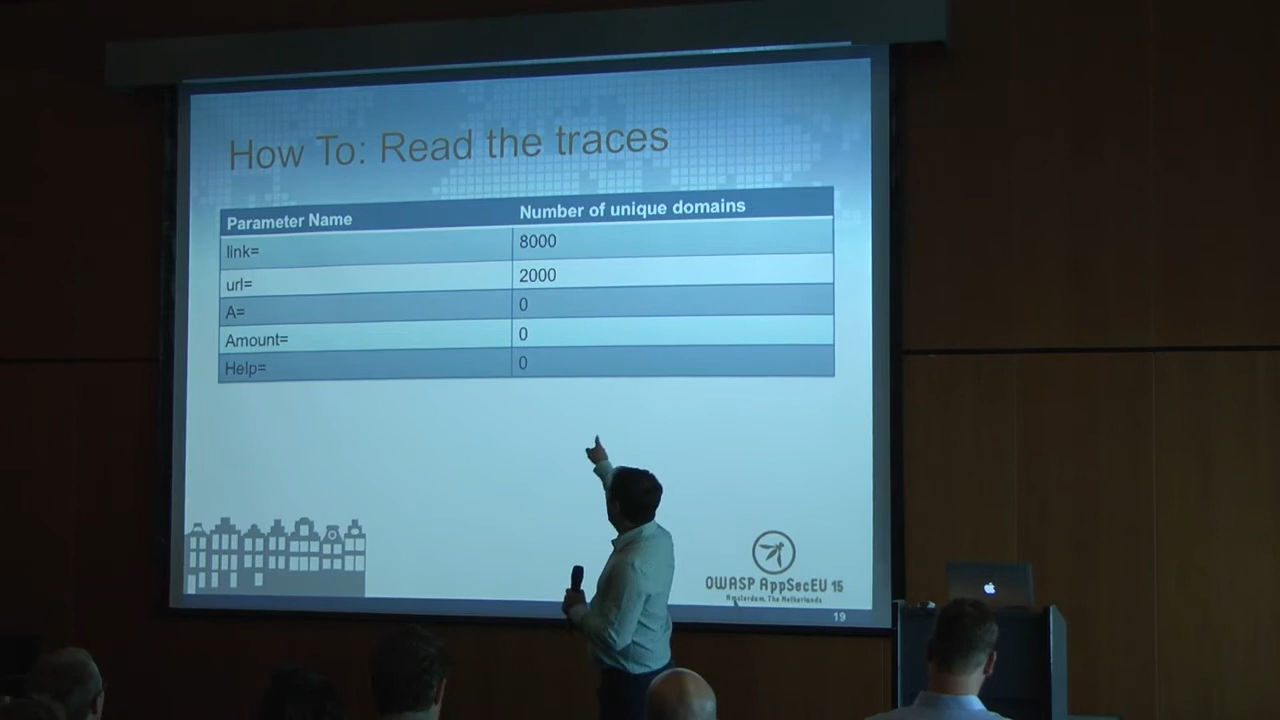 How To: Read the traces
Parameter Name Number of unique domains
link= 8000
url= 2000
A= 0
Amount= 0
Help= 0
OWASP AppSecEU 15
Amsterdam, The Netherlands
19